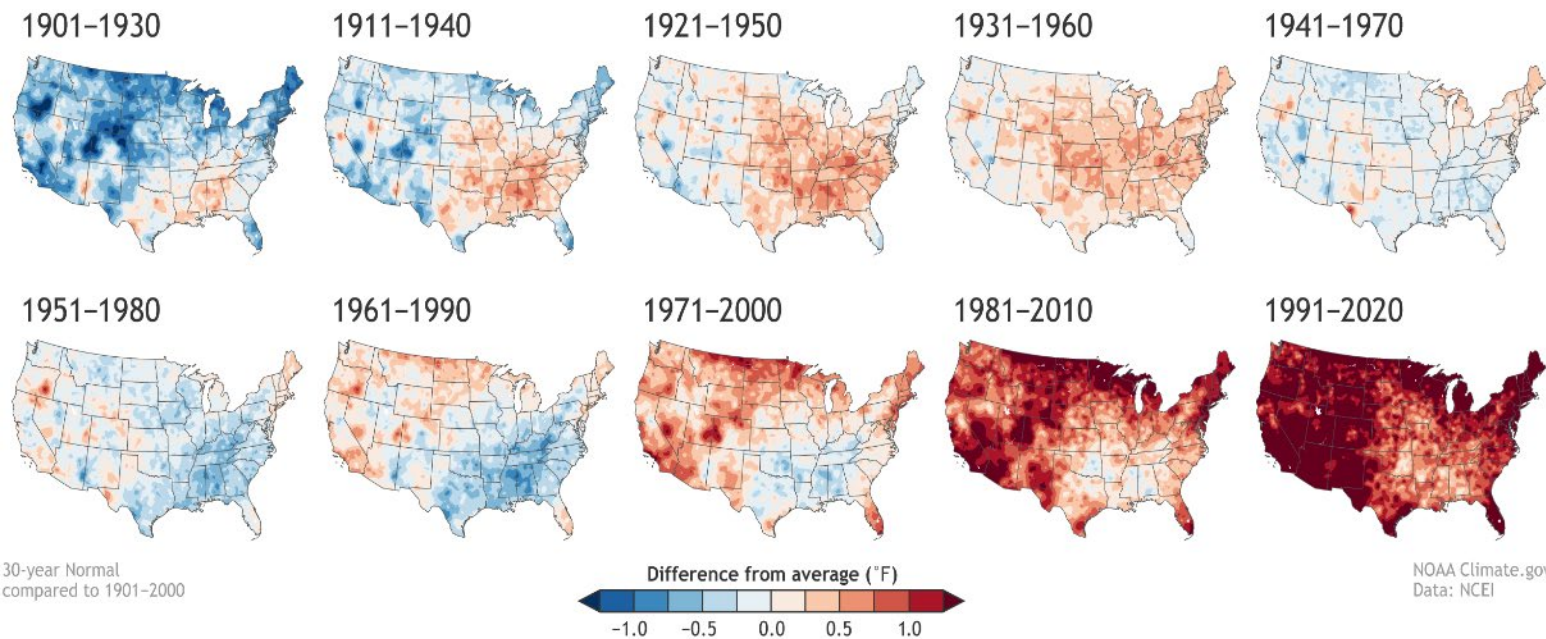 1901–1930
1911–1940
1921–1950
1931–1960
1941–1970
1951–1980
1961–1990
1971–2000
1981–2010
1991–2020
30-year Normal
compared to 1901–2000
Difference from average (°F)
−1.0 −0.5 0.0 0.5 1.0
NOAA Climate.gov
Data: NCEI